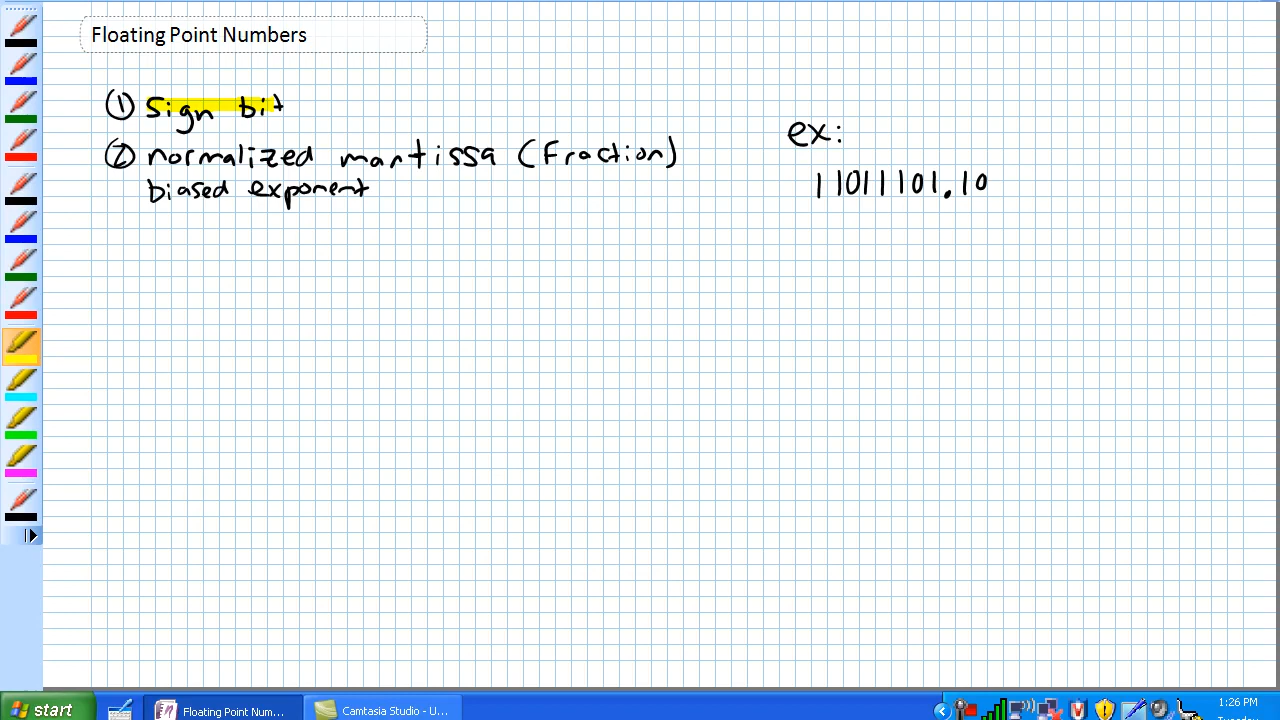 Floating Point Numbers
① Sign bit
② normalized mantissa (fraction)
biased exponent
ex:
11011101.10
start
Floating Point Num...
Camtasia Studio - U...
1:26 PM
Tuesday